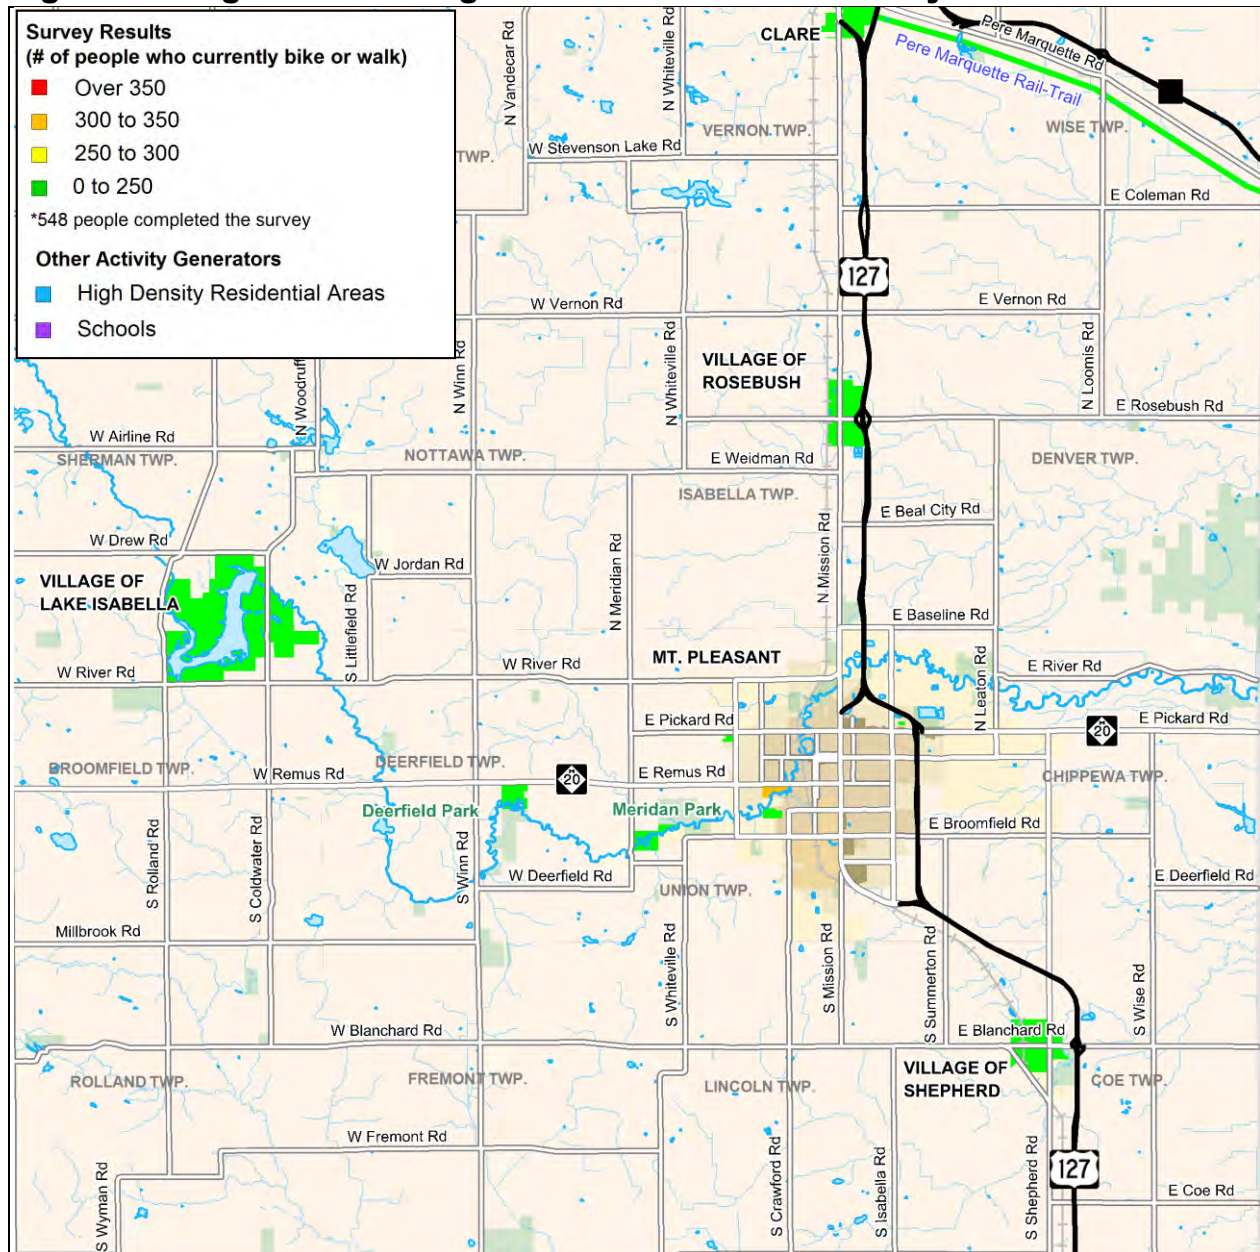 Survey Results
(# of people who currently bike or walk)
Over 350
300 to 350
250 to 300
0 to 250
*548 people completed the survey
Other Activity Generators
High Density Residential Areas
Schools
CLARE
N Vandecar Rd
N Whiteville Rd
Pere Marquette Rd
Pere Marquette Rail-Trail
VERNON TWP.
WISE TWP.
TWP.
W Stevenson Lake Rd
E Coleman Rd
127
W Vernon Rd
E Vernon Rd
N Woodruff
N Winn Rd
N Whiteville Rd
VILLAGE OF
ROSEBUSH
N Loomis Rd
E Rosebush Rd
W Airline Rd
SHERMAN TWP.
NOTTAWA TWP.
E Weidman Rd
DENVER TWP.
ISABELLA TWP.
E Beal City Rd
W Drew Rd
W Jordan Rd
N Meridian Rd
N Mission Rd
VILLAGE OF
LAKE ISABELLA
S Littlefield Rd
E Baseline Rd
W River Rd
W River Rd
MT. PLEASANT
N Leaton Rd
E River Rd
E Pickard Rd
E Pickard Rd
M
20
BROOMFIELD TWP.
W Remus Rd
DEERFIELD TWP.
M
20
E Remus Rd
CHIPPEWA TWP.
Deerfield Park
Meridan Park
E Broomfield Rd
S Rolland Rd
S Coldwater Rd
S Winn Rd
W Deerfield Rd
UNION TWP.
E Deerfield Rd
Millbrook Rd
S Whiteville Rd
S Mission Rd
S Summerton Rd
S Wise Rd
W Blanchard Rd
E Blanchard Rd
VILLAGE OF
SHEPHERD
ROLLAND TWP.
FREMONT TWP.
LINCOLN TWP.
COE TWP.
W Fremont Rd
S Wyman Rd
S Crawford Rd
S Isabella Rd
S Shepherd Rd
127
E Coe Rd